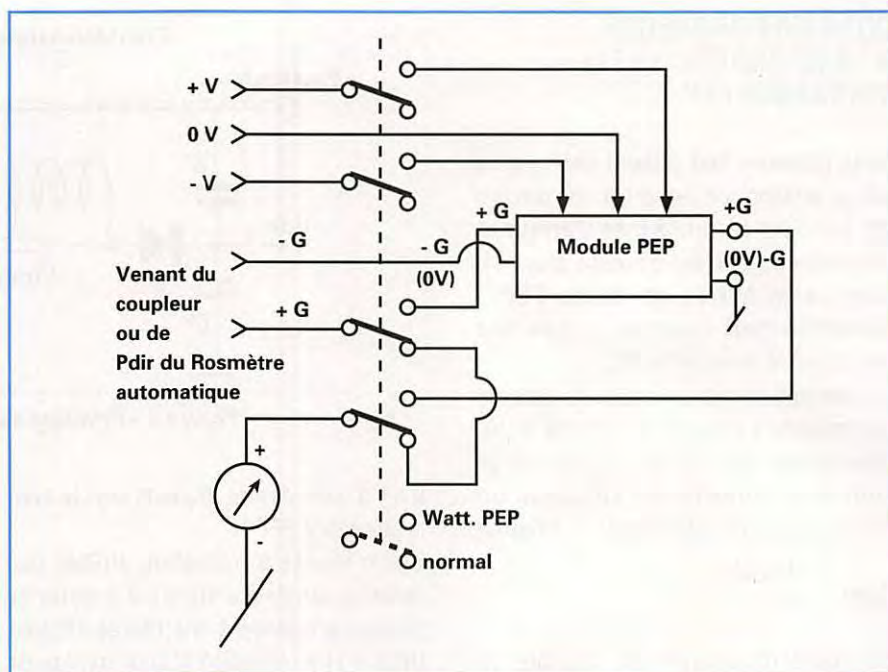 + V
0 V
- V
+ G
- G
- G
(0V)
Module PEP
+G
(0V)-G
Venant du
coupleur
ou de
Pdir du Rosmètre
automatique
+ G
+
-
Watt. PEP
normal